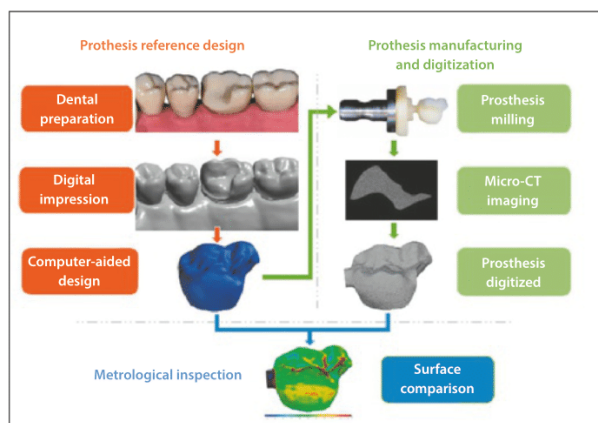 Prothesis reference design
Dental
preparation
Digital
impression
Computer-aided
design
Prothesis manufacturing
and digitization
Prosthesis
milling
Micro-CT
imaging
Prosthesis
digitized
Metrological inspection
Surface
comparison